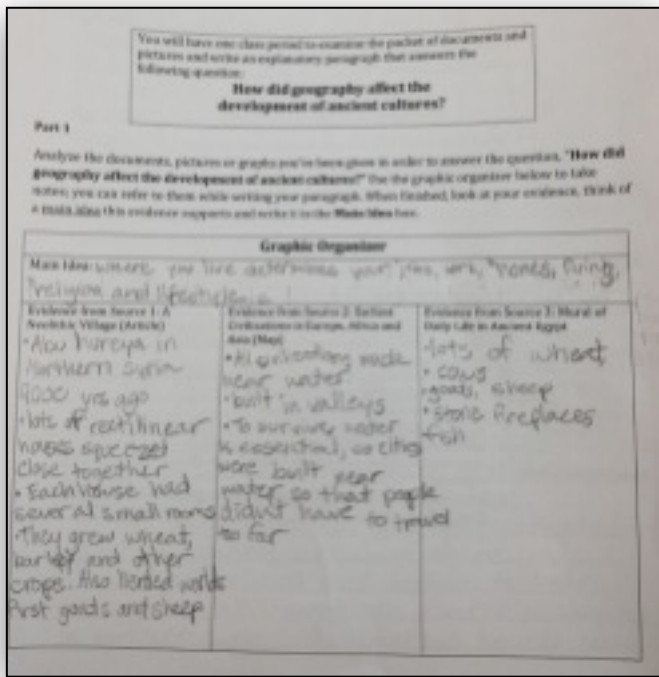 You will have one class period to examine the packet of documents and
pictures and write an explanatory paragraph that answers the
following question:
How did geography affect the
development of ancient cultures?
Part 1
Analyze the documents, pictures or graphs you've been given in order to answer the question, "How did
geography affect the development of ancient cultures?" Use the graphic organizer below to take
notes; you can refer to them while writing your paragraph. When finished, look at your evidence, think of
a main idea this evidence supports and write it in the Main Idea box.
Graphic Organizer
Main Idea: where you live determines your jobs, work, homes,
religion and
Evidence from Source 1: A
Neolithic Village (Article)
• Abu hureya in
Northern Syria
9000 yrs ago
• lots of rectilinear
houses squeezet
close together
• Each house had
several small rooms
• They grew wheat,
barley and other
crops. Also herded worlds
first goats and sheep
Evidence from Source 2: Earliest
Civilizations in Europe, Africa and
Asia (Map)
• All civilizations made
near water
• built in valleys
• To survive, water
is essential, so cities
were built near
water, so that people
didn't have to travel
too far
Evidence from Source 3: Mural of
Daily Life in Ancient Egypt
• lots of wheat
• cows
• goats, sheep
• stone fireplaces
fish